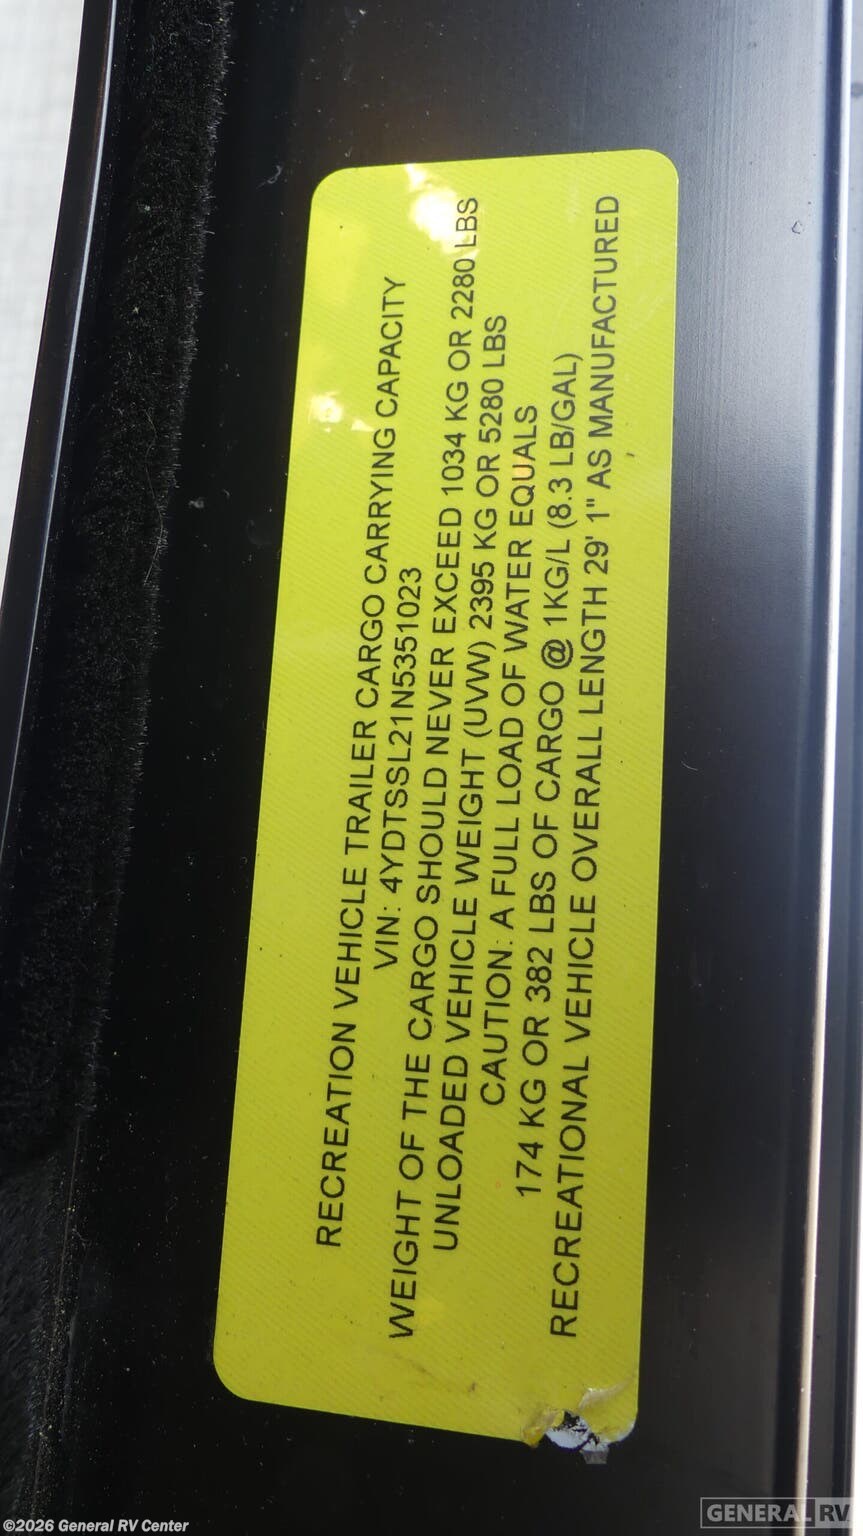 RECREATION VEHICLE TRAILER CARGO CARRYING CAPACITY
VIN: 4YDTSSL21N5351023
WEIGHT OF THE CARGO SHOULD NEVER EXCEED 1034 KG OR 2280 LBS
UNLOADED VEHICLE WEIGHT (UVW) 2395 KG OR 5280 LBS
CAUTION: A FULL LOAD OF WATER EQUALS
174 KG OR 382 LBS OF CARGO @ 1KG/L (8.3 LB/GAL)
RECREATIONAL VEHICLE OVERALL LENGTH 29' 1" AS MANUFACTURED
©2026 General RV Center
GENERAL RV